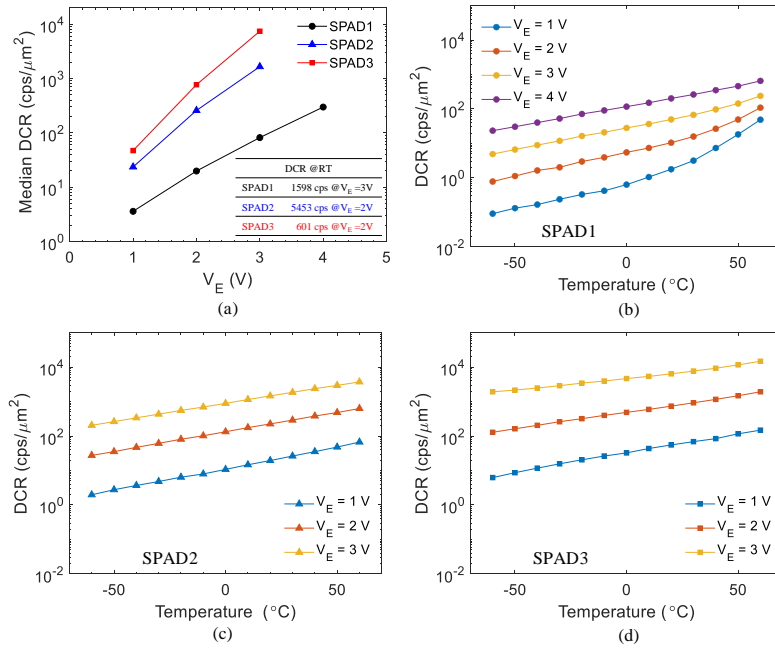 SPAD1
SPAD2
SPAD3
10^4
10^3
10^2
10^1
10^0
Median DCR (cps/μm^2)
DCR @RT
SPAD1 1598 cps @V_E =3V
SPAD2 5453 cps @V_E =2V
SPAD3 601 cps @V_E =2V
0 1 2 3 4 5
V_E (V)
(a)
V_E = 1 V
V_E = 2 V
V_E = 3 V
V_E = 4 V
10^4
10^2
10^0
10^-2
DCR (cps/μm^2)
SPAD1
-50 0 50
Temperature (°C)
(b)
10^4
10^2
10^0
10^-2
DCR (cps/μm^2)
V_E = 1 V
V_E = 2 V
V_E = 3 V
SPAD2
-50 0 50
Temperature (°C)
(c)
10^4
10^2
10^0
10^-2
DCR (cps/μm^2)
V_E = 1 V
V_E = 2 V
V_E = 3 V
SPAD3
-50 0 50
Temperature (°C)
(d)